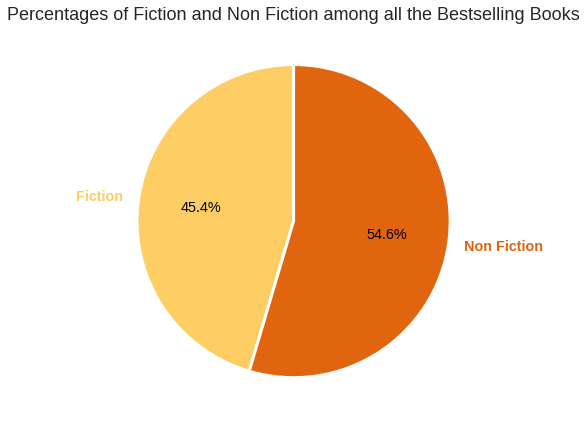 Percentages of Fiction and Non Fiction among all the Bestselling Books
Fiction
45.4%
54.6%
Non Fiction